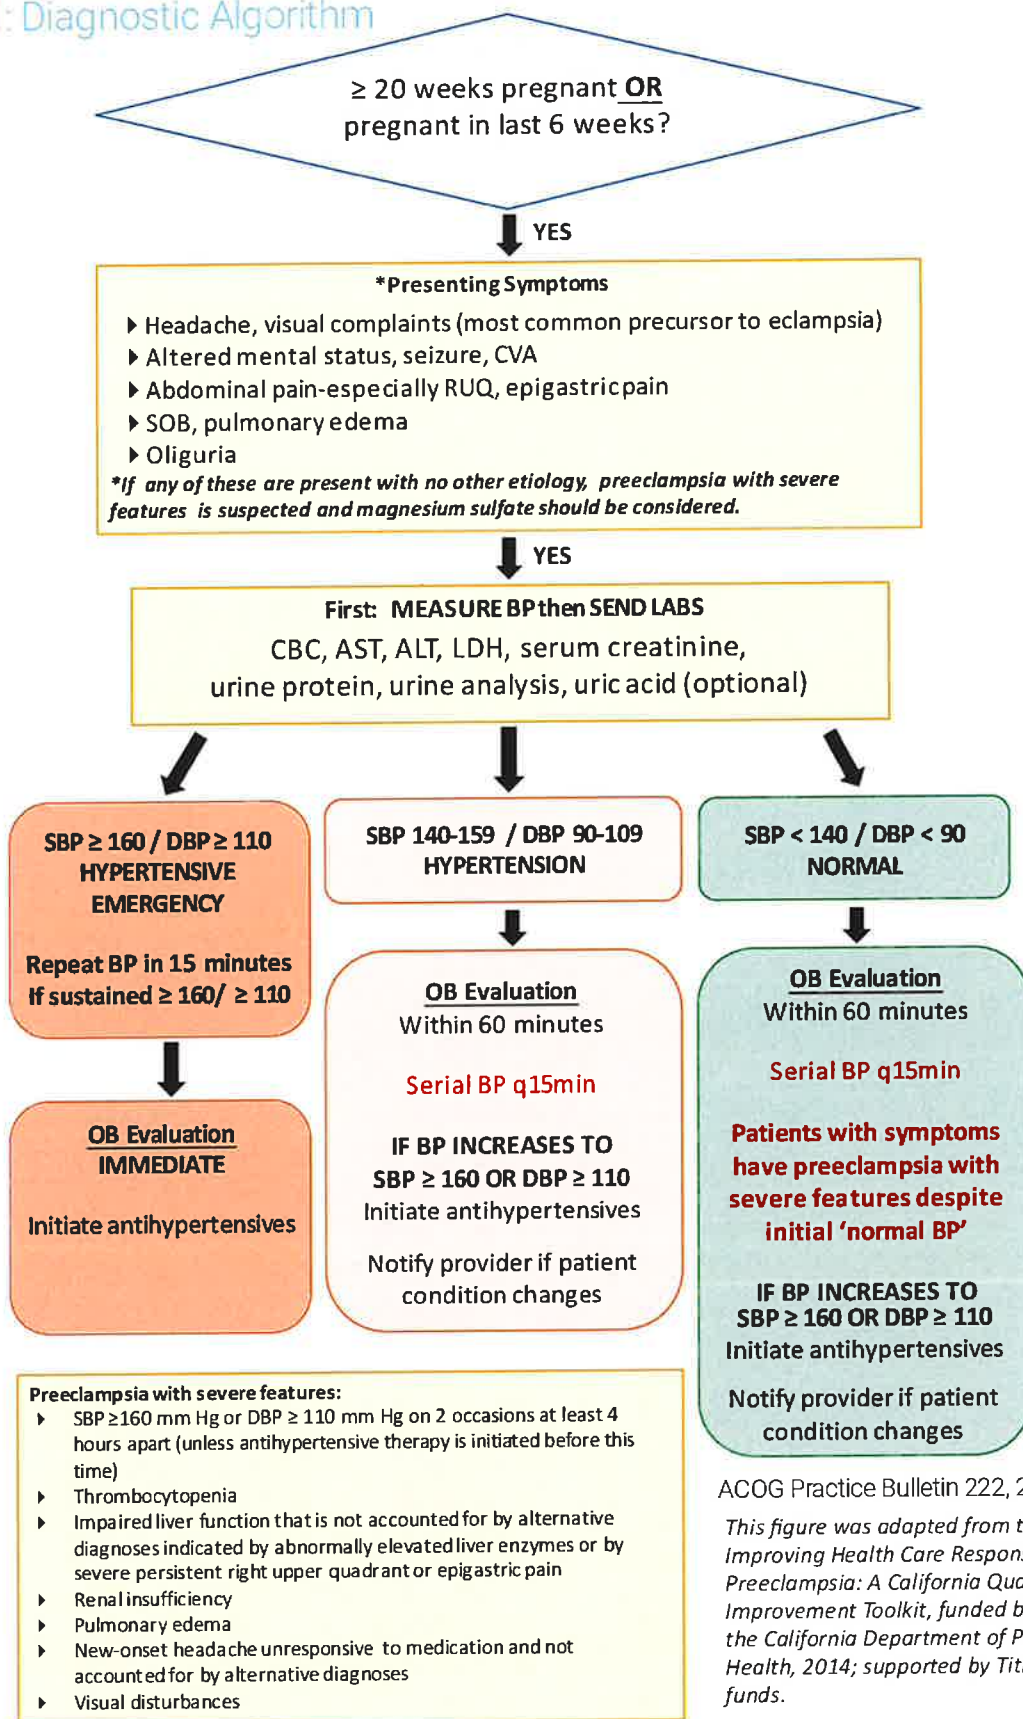 : Diagnostic Algorithm
≥ 20 weeks pregnant OR
pregnant in last 6 weeks?
YES
*Presenting Symptoms
Headache, visual complaints (most common precursor to eclampsia)
Altered mental status, seizure, CVA
Abdominal pain-especially RUQ, epigastric pain
SOB, pulmonary edema
Oliguria
*If any of these are present with no other etiology, preeclampsia with severe
features is suspected and magnesium sulfate should be considered.
YES
First: MEASURE BP then SEND LABS
CBC, AST, ALT, LDH, serum creatinine,
urine protein, urine analysis, uric acid (optional)
SBP ≥ 160 / DBP ≥ 110
HYPERTENSIVE
EMERGENCY
Repeat BP in 15 minutes
If sustained ≥ 160/ ≥ 110
OB Evaluation
IMMEDIATE
Initiate antihypertensives
SBP 140-159 / DBP 90-109
HYPERTENSION
OB Evaluation
Within 60 minutes
Serial BP q15min
IF BP INCREASES TO
SBP ≥ 160 OR DBP ≥ 110
Initiate antihypertensives
Notify provider if patient
condition changes
SBP < 140 / DBP < 90
NORMAL
OB Evaluation
Within 60 minutes
Serial BP q15min
Patients with symptoms
have preeclampsia with
severe features despite
initial 'normal BP'
IF BP INCREASES TO
SBP ≥ 160 OR DBP ≥ 110
Initiate antihypertensives
Notify provider if patient
condition changes
Preeclampsia with severe features:
SBP ≥160 mm Hg or DBP ≥ 110 mm Hg on 2 occasions at least 4
hours apart (unless antihypertensive therapy is initiated before this
time)
Thrombocytopenia
Impaired liver function that is not accounted for by alternative
diagnoses indicated by abnormally elevated liver enzymes or by
severe persistent right upper quadrant or epigastric pain
Renal insufficiency
Pulmonary edema
New-onset headache unresponsive to medication and not
accounted for by alternative diagnoses
Visual disturbances
ACOG Practice Bulletin 222, 2
This figure was adapted from t
Improving Health Care Respon
Preeclampsia: A California Qua
Improvement Toolkit, funded b
the California Department of P
Health, 2014; supported by Tit
funds.